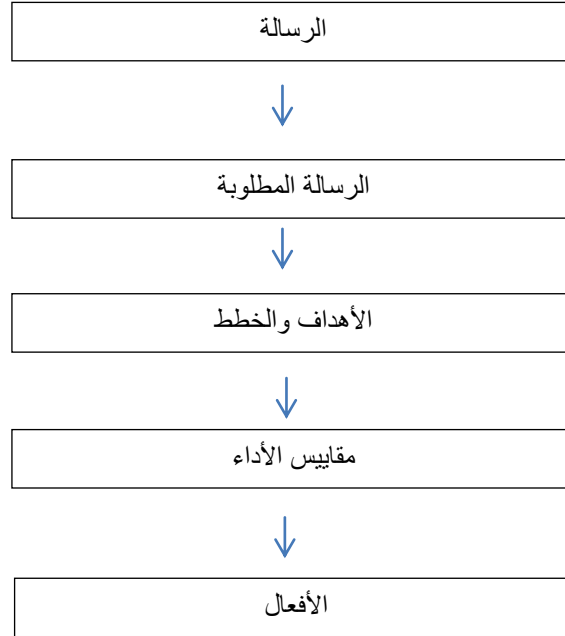 الرسالة
الرسالة المطلوبة
الأهداف والخطط
مقاييس الأداء
الأفعال